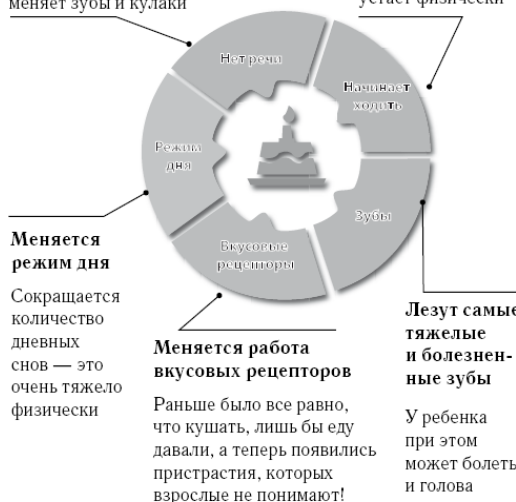 меняет зубы и кулаки
устает физически
Нет речи
Начинает
ходить
Режим
дня
Зубы
Вкусовые
рецепторы
Меняется
режим дня
Сокращается
количество
дневных
снов — это
очень тяжело
физически
Меняется работа
вкусовых рецепторов
Раньше было все равно,
что кушать, лишь бы еду
давали, а теперь появились
пристрастия, которых
взрослые не понимают!
Лезут самые
тяжелые
и болезнен-
ные зубы
У ребенка
при этом
может болеть
и голова